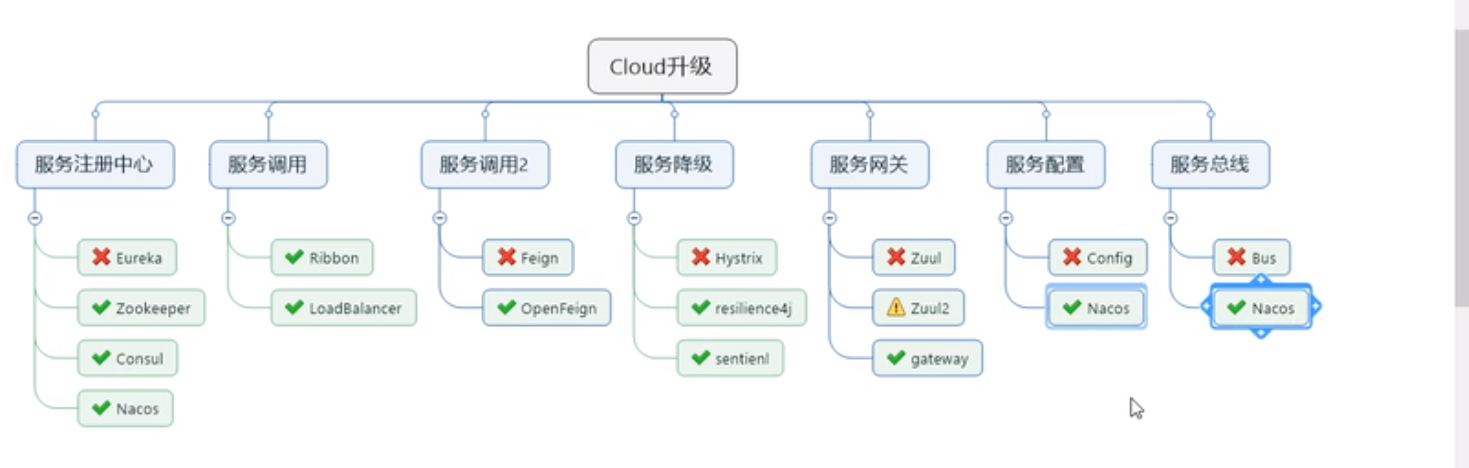 Cloud升级
服务注册中心
服务调用
服务调用2
服务降级
服务网关
服务配置
服务总线
Eureka
Ribbon
Feign
Hystrix
Zuul
Config
Bus
Zookeeper
LoadBalancer
OpenFeign
resilience4j
Zuul2
Nacos
Nacos
Consul
sentienl
gateway
Nacos